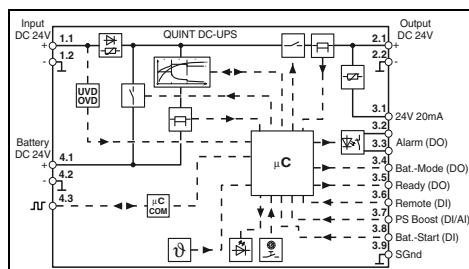 Input
DC 24V
QUINT DC-UPS
Output
DC 24V
+ 1.1
- 1.2
2.1 +
2.2 -
UVD
OVD
3.1
24V 20mA
3.2
Alarm (DO)
3.3
Battery
DC 24V
+ 4.1
- 4.2
4.3
µC
COM
µC
3.4
Bat.-Mode (DO)
3.5
Ready (DO)
3.6
Remote (DI)
3.7
PS Boost (DI/AI)
3.8
Bat.-Start (DI)
3.9
SGnd
ϑ